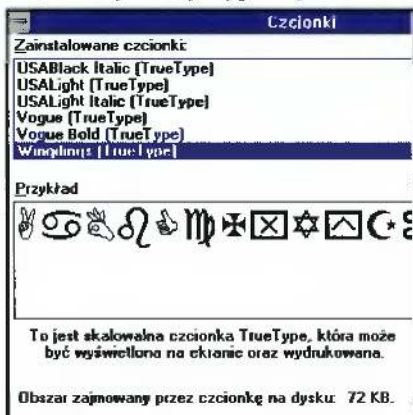 Czcionki
Zainstalowane czcionki:
USABlack Italic (TrueType)
USALight (TrueType)
USALight Italic (TrueType)
Vogue (TrueType)
Vogue Bold (TrueType)
Wingdings (TrueType)
Przykład
To jest skalowalna czcionka TrueType, która może
być wyświetlona na ekranie oraz wydrukowana.
Obszar zajmowany przez czcionkę na dysku: 72 KB.